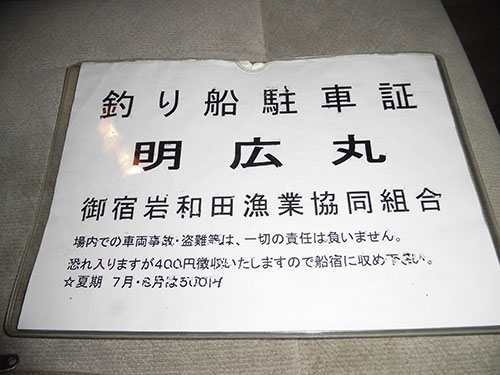 釣り船駐車証
明広丸
御宿岩和田漁業協同組合
場内での車両事故・盗難等は、一切の責任は負いません。
恐れ入りますが400円徴収いたしますので船宿に収め下さい。
☆夏期 7月・8月は500円